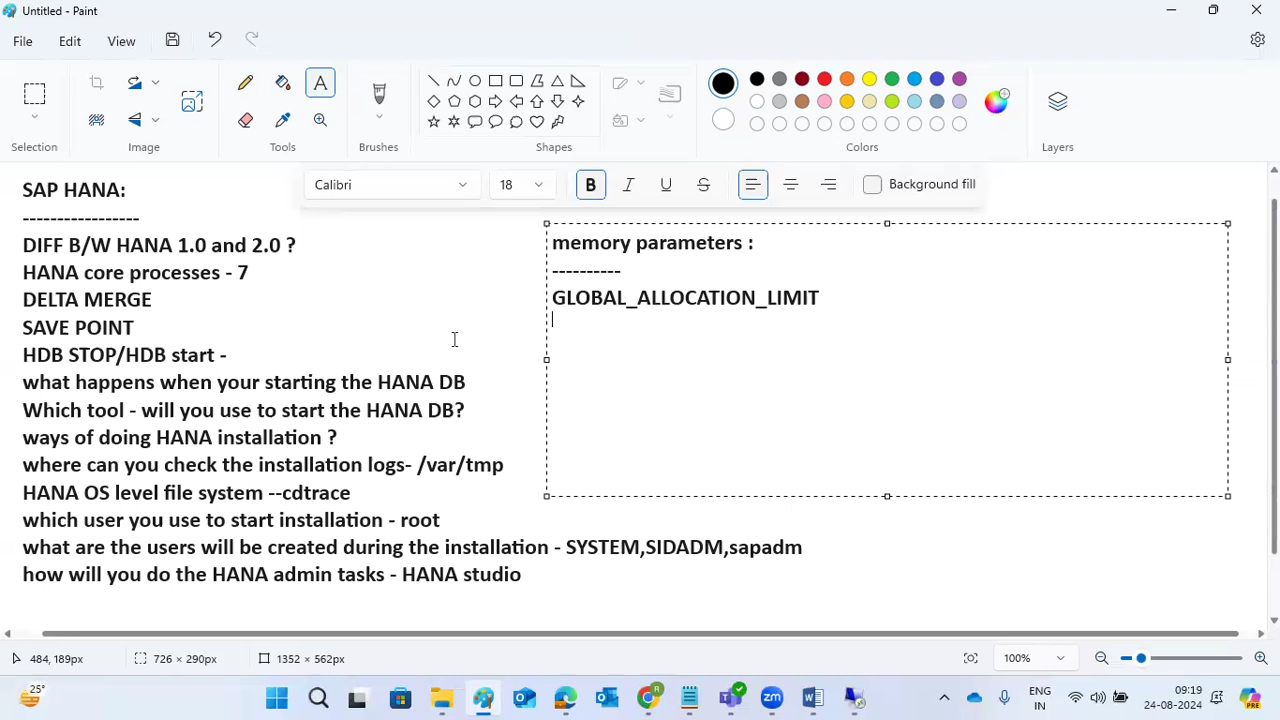 Untitled - Paint
File Edit View
Selection Image Tools Brushes Shapes Colors Layers
Calibri 18 B I U S Background fill
SAP HANA:
-----------------
DIFF B/W HANA 1.0 and 2.0 ?
HANA core processes - 7
DELTA MERGE
SAVE POINT
HDB STOP/HDB start -
what happens when your starting the HANA DB
Which tool - will you use to start the HANA DB?
ways of doing HANA installation ?
where can you check the installation logs- /var/tmp
HANA OS level file system --cdtrace
which user you use to start installation - root
what are the users will be created during the installation - SYSTEM,SIDADM,sapadm
how will you do the HANA admin tasks - HANA studio
memory parameters :
----------
GLOBAL_ALLOCATION_LIMIT
484, 189px 726 × 290px 1352 × 562px 100%
25° ENG 09:19
IN 24-08-2024